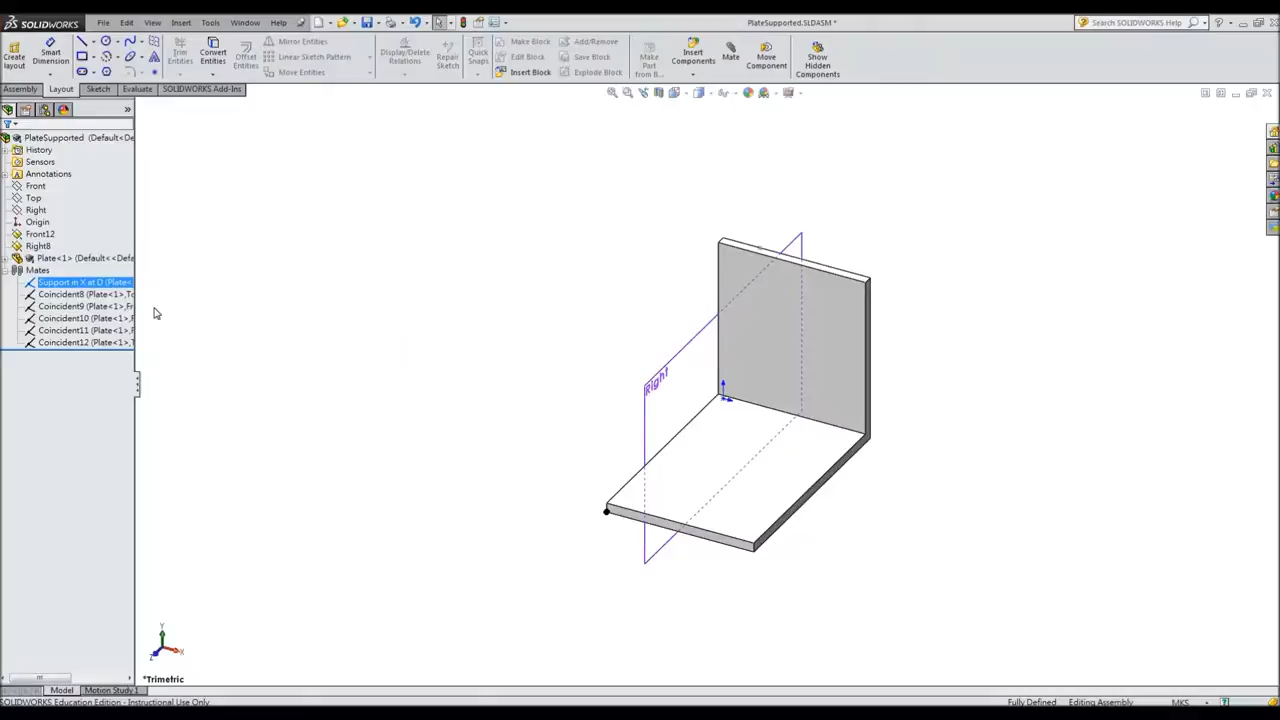 SOLIDWORKS File Edit View Insert Tools Window Help PlateSupported.SLDASM * Search SOLIDWORKS Help
Create layout Smart Dimension Trim Entities Convert Entities Offset Entities Mirror Entities Linear Sketch Pattern Move Entities Display/Delete Relations Repair Sketch Quick Snaps Make Block Edit Block Insert Block Add/Remove Save Block Explode Block Make Part from B... Insert Components Mate Move Component Show Hidden Components
Assembly Layout Sketch Evaluate SOLIDWORKS Add-Ins
PlateSupported (Default<De
History
Sensors
Annotations
Front
Top
Right
Origin
Front12
Right8
Plate<1> (Default<<Defa
Mates
Support in X at D (Plate<
Coincident8 (Plate<1>,To
Coincident9 (Plate<1>,Fr
Coincident10 (Plate<1>,F
Coincident11 (Plate<1>,F
Coincident12 (Plate<1>,T
Right
Y
X
Z
*Trimetric
Model Motion Study 1
SOLIDWORKS Education Edition - Instructional Use Only Fully Defined Editing Assembly MKS